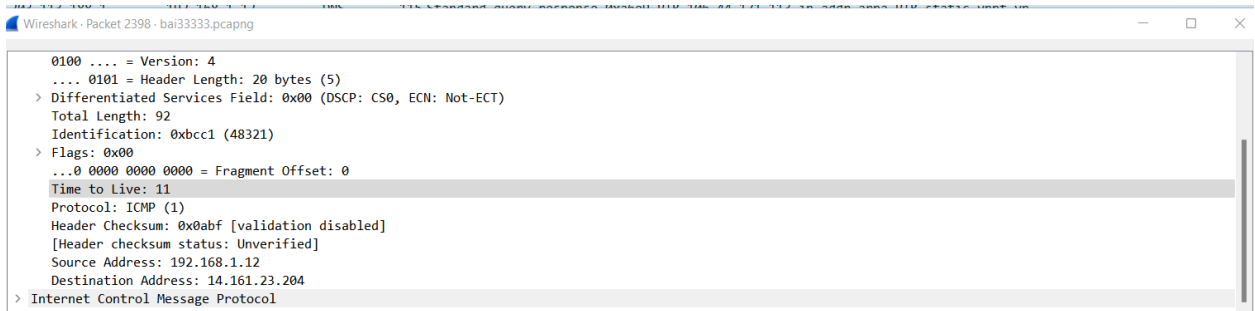 Wireshark · Packet 2398 · bai33333.pcapng
0100 .... = Version: 4
.... 0101 = Header Length: 20 bytes (5)
> Differentiated Services Field: 0x00 (DSCP: CS0, ECN: Not-ECT)
Total Length: 92
Identification: 0xbcc1 (48321)
> Flags: 0x00
...0 0000 0000 0000 = Fragment Offset: 0
Time to Live: 11
Protocol: ICMP (1)
Header Checksum: 0x0abf [validation disabled]
[Header checksum status: Unverified]
Source Address: 192.168.1.12
Destination Address: 14.161.23.204
> Internet Control Message Protocol